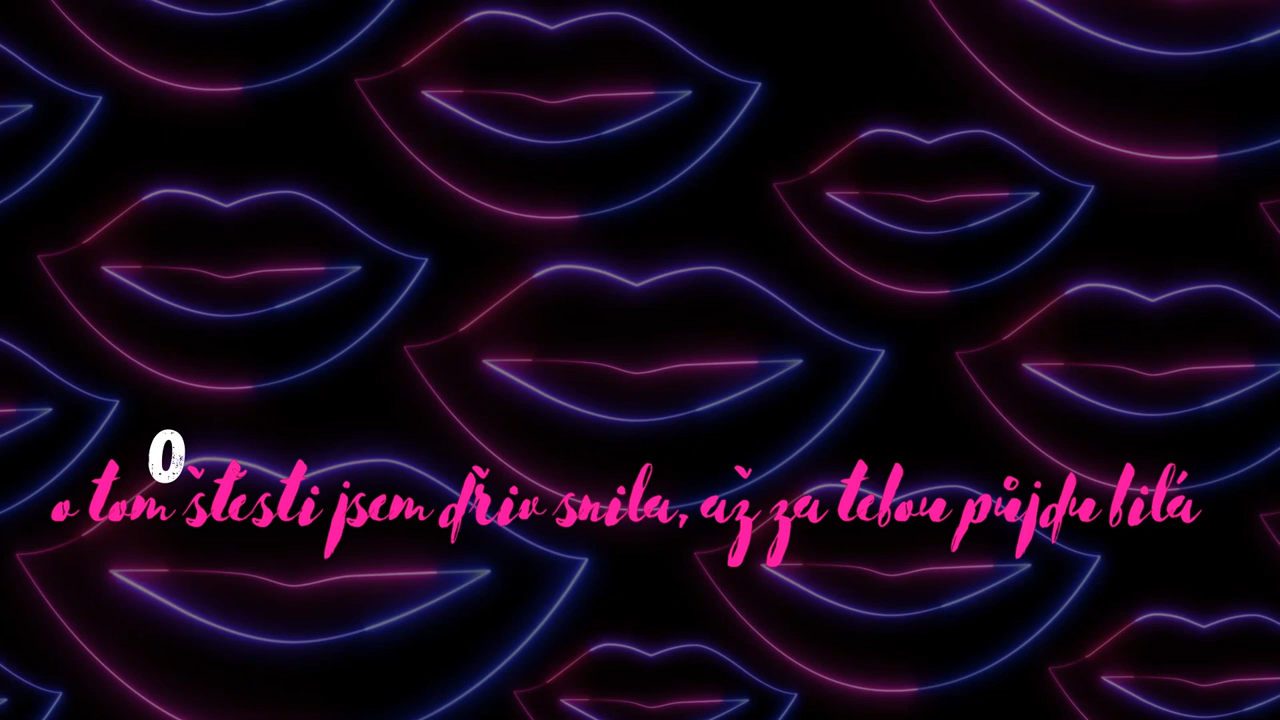 O
o tom štesti jsem dřiv snila, až za tebou půjdu bílá